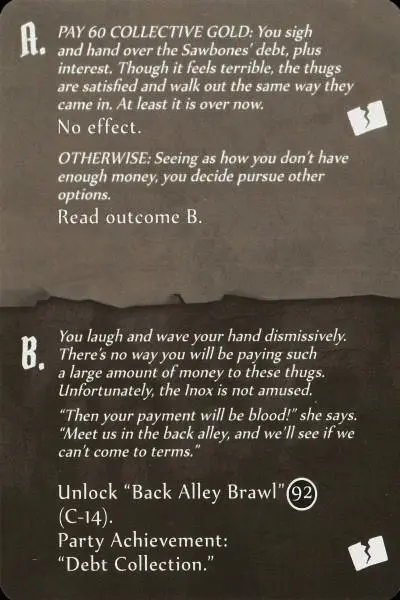 A. PAY 60 COLLECTIVE GOLD: You sigh
and hand over the Sawbones' debt, plus
interest. Though it feels terrible, the thugs
are satisfied and walk out the same way they
came in. At least it is over now.
No effect.
OTHERWISE: Seeing as how you don't have
enough money, you decide pursue other
options.
Read outcome B.
B. You laugh and wave your hand dismissively.
There's no way you will be paying such
a large amount of money to these thugs.
Unfortunately, the Inox is not amused.
"Then your payment will be blood!" she says.
"Meet us in the back alley, and we'll see if we
can't come to terms."
Unlock "Back Alley Brawl" 92
(C-14).
Party Achievement:
"Debt Collection."